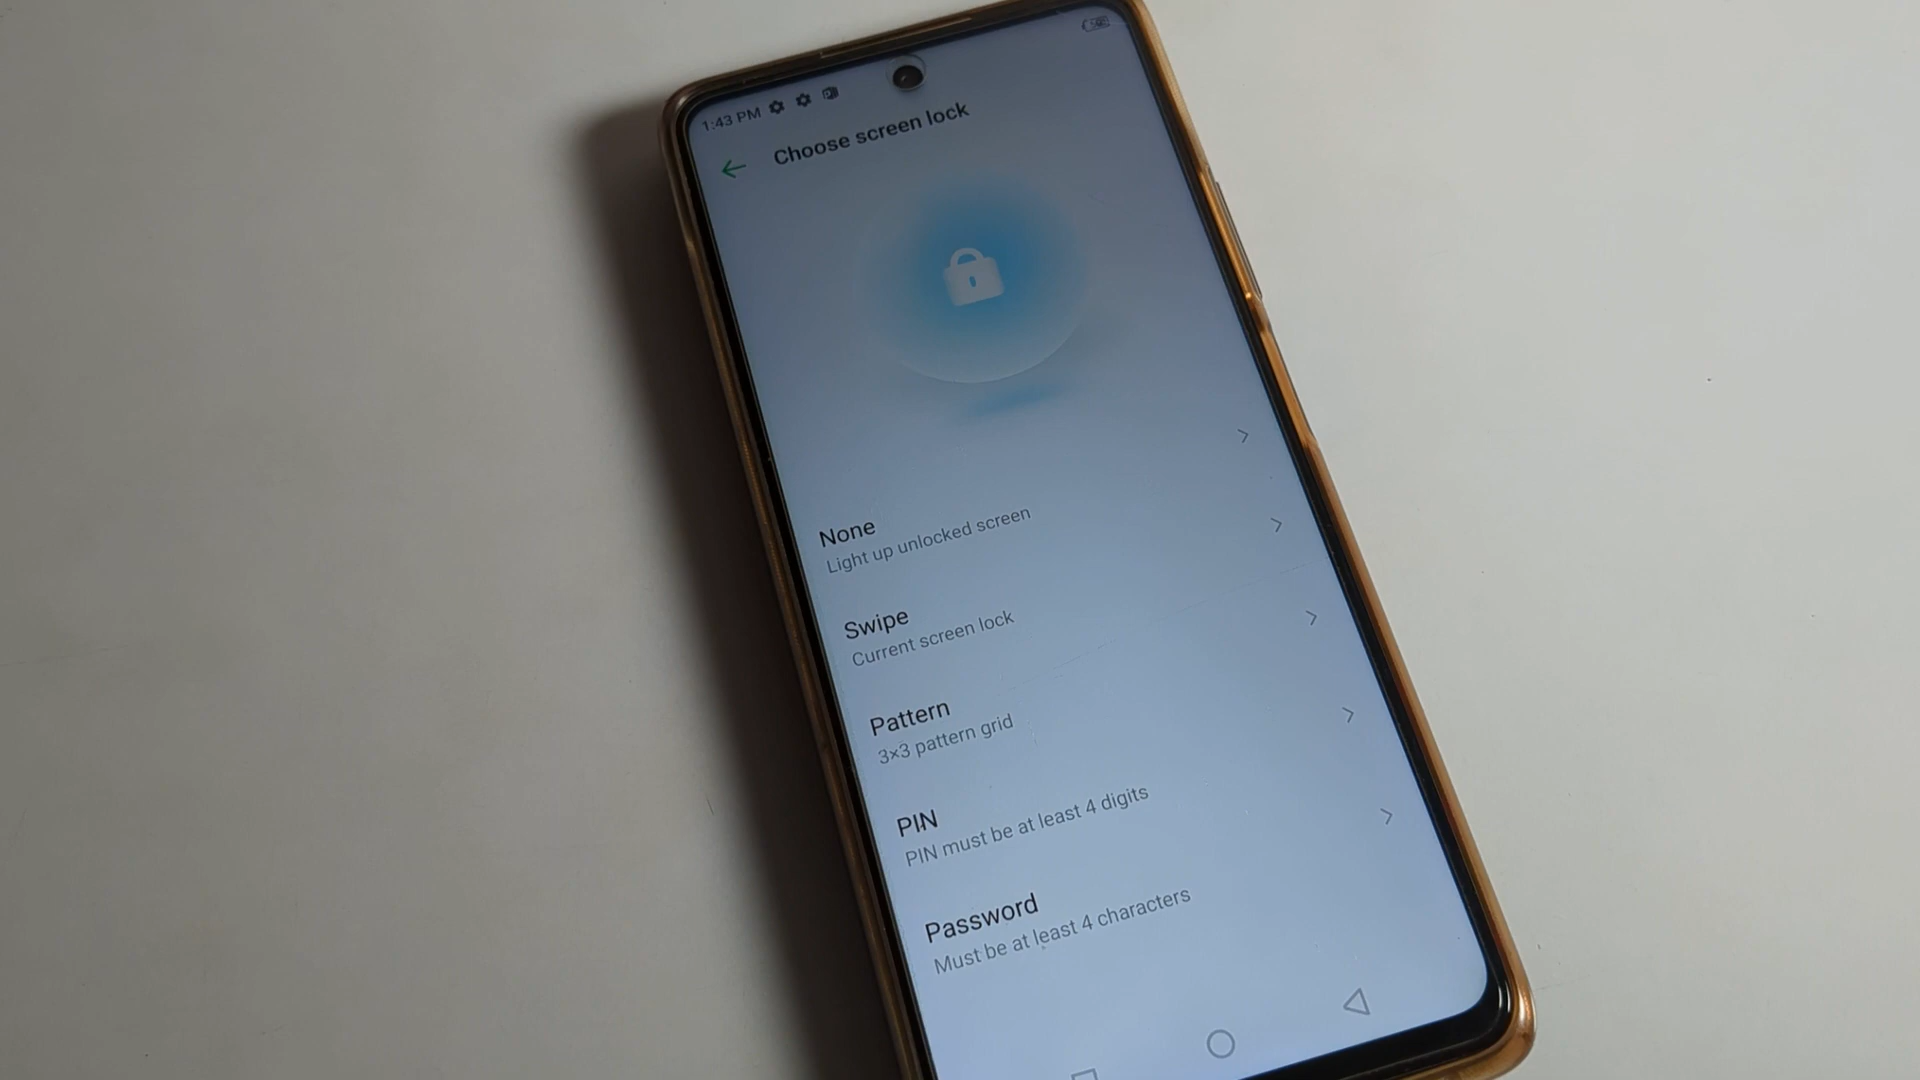 1:43 PM
Choose screen lock
None
Light up unlocked screen
Swipe
Current screen lock
Pattern
3×3 pattern grid
PIN
PIN must be at least 4 digits
Password
Must be at least 4 characters